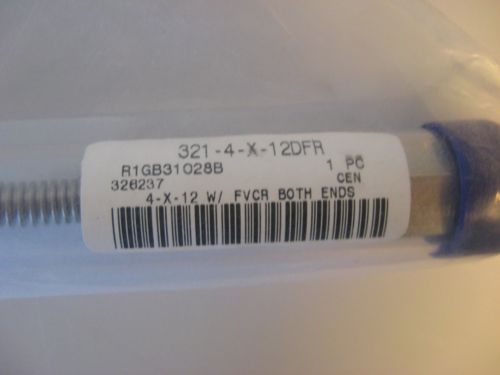 321-4-X-12DFR
R1GB31028B 1 PC
326237 CEN
4-X-12 W/ FVCR BOTH ENDS